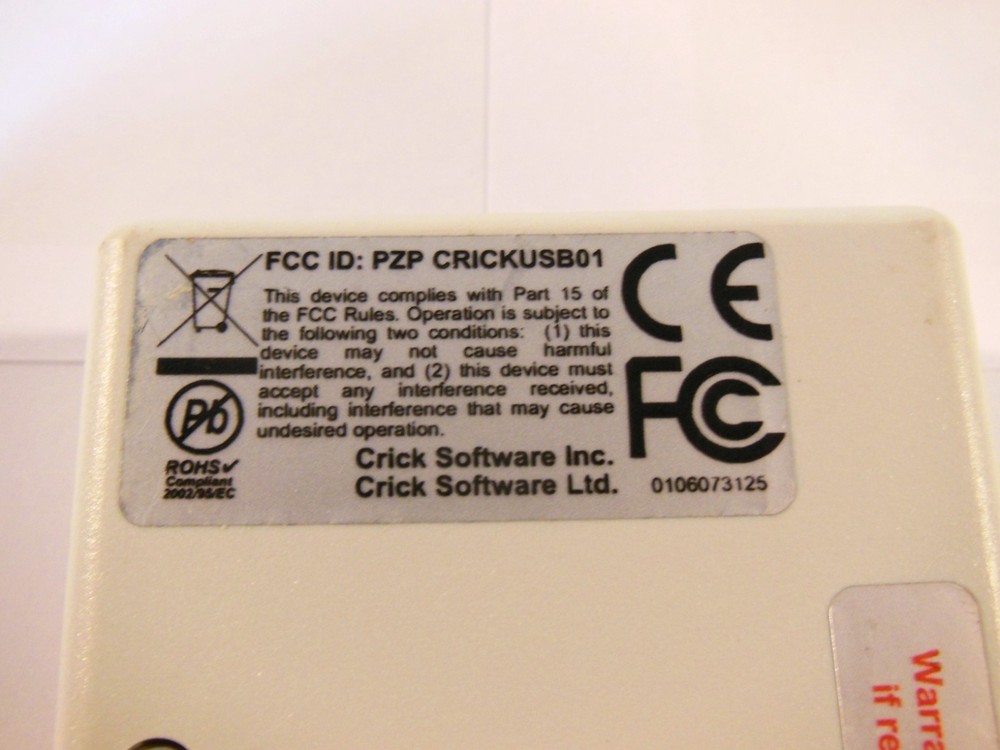 FCC ID: PZP CRICKUSB01
This device complies with Part 15 of
the FCC Rules. Operation is subject to
the following two conditions: (1) this
device may not cause harmful
interference, and (2) this device must
accept any interference received,
including interference that may cause
undesired operation.
Crick Software Inc.
Crick Software Ltd.
0106073125
CE
FCC
Pb
ROHS✓
Compliant
2002/95/EC
Warra
if re